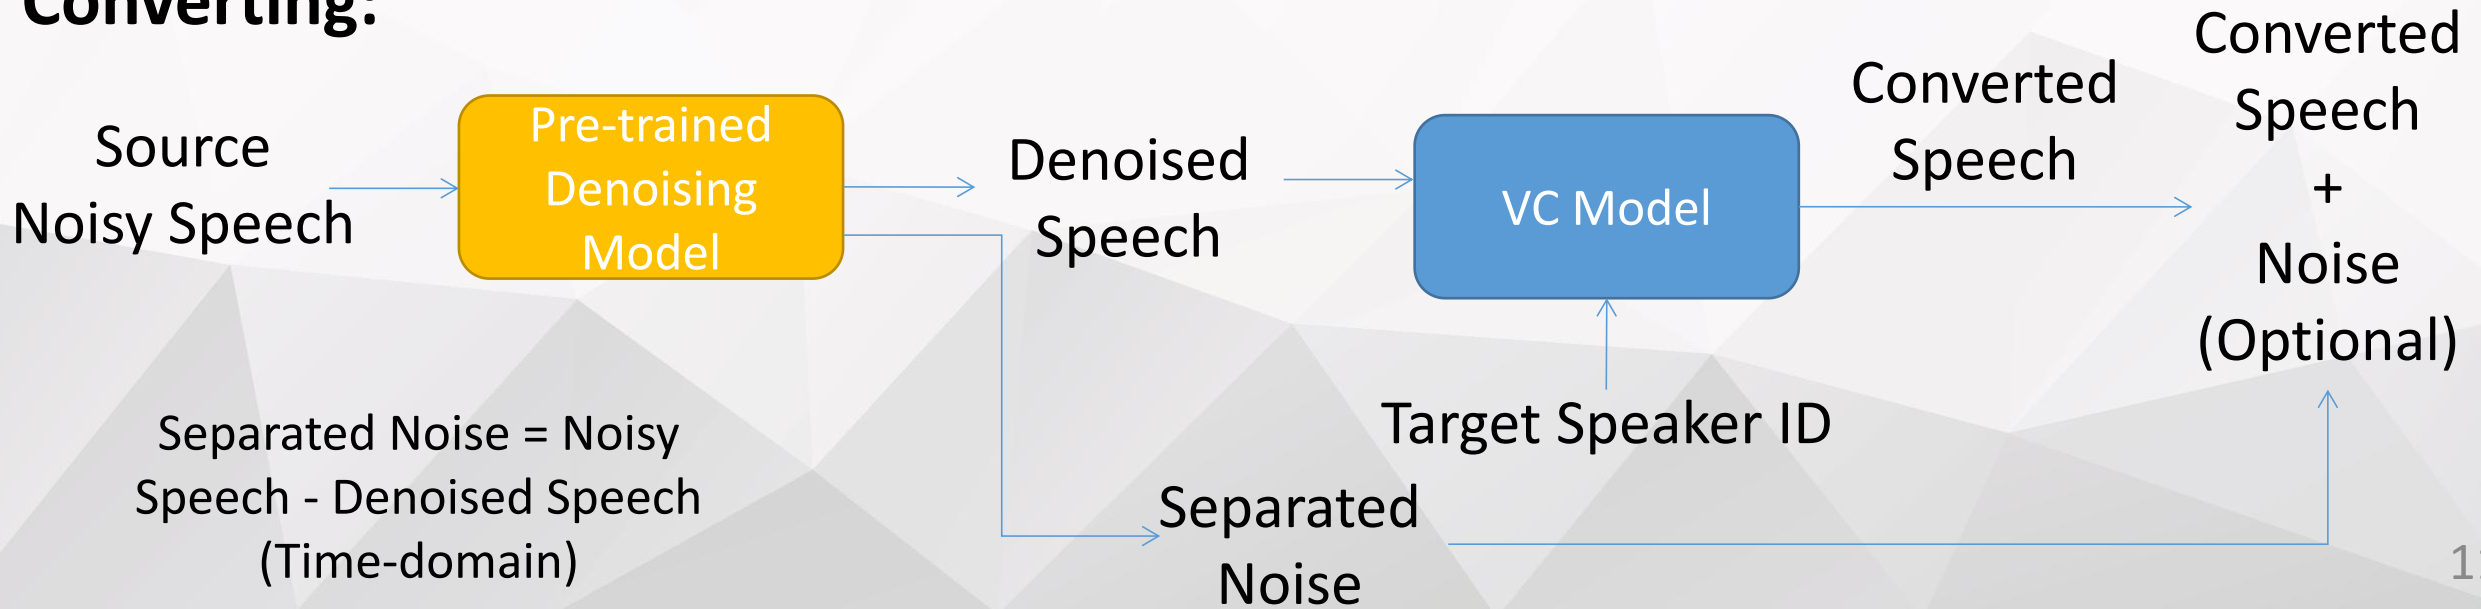 Converting:
Source
Noisy Speech
Pre-trained
Denoising
Model
Denoised
Speech
VC Model
Converted
Speech
Converted
Speech
+
Noise
(Optional)
Target Speaker ID
Separated Noise = Noisy
Speech - Denoised Speech
(Time-domain)
Separated
Noise